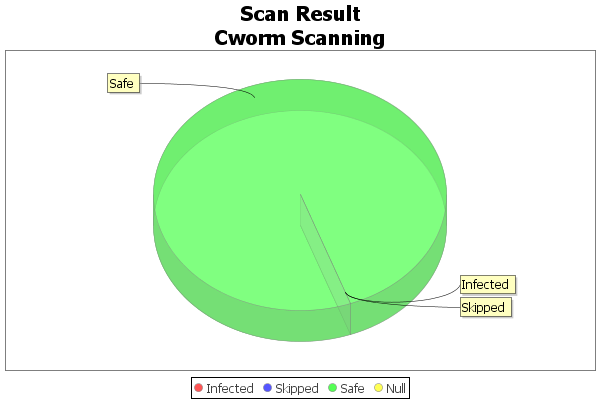 Scan Result
Cworm Scanning
Safe
Infected
Skipped
Infected Skipped Safe Null